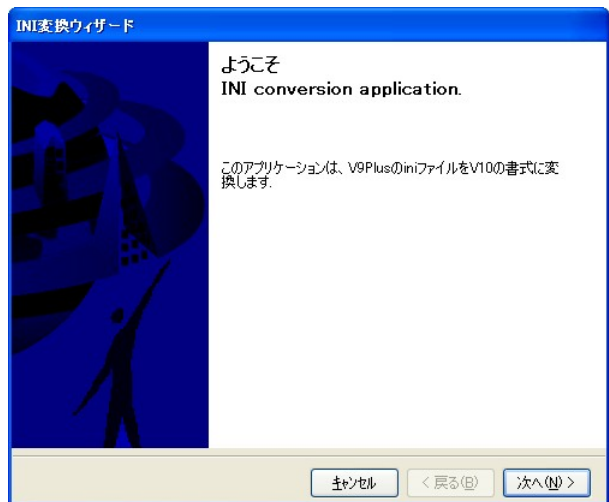 INI変換ウィザード
ようこそ
INI conversion application.
このアプリケーションは、V9PlusのiniファイルをV10の書式に変
換します.
キャンセル
< 戻る(B)
次へ(N) >